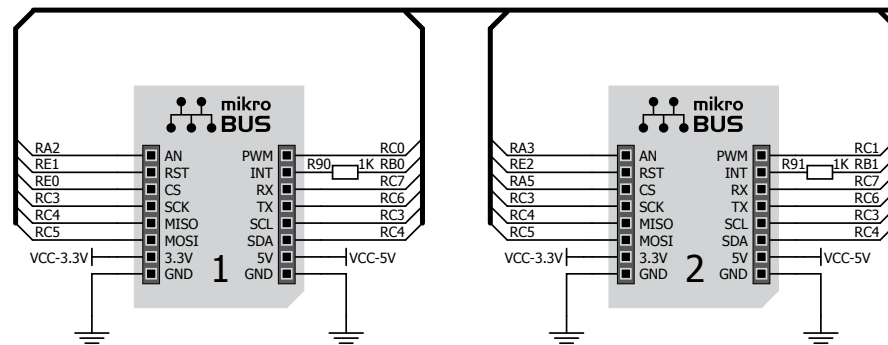 mikro
BUS
RA2 AN PWM RC0
RE1 RST INT R90 1K RB0
RE0 CS RX RC7
RC3 SCK TX RC6
RC4 MISO SCL RC3
RC5 MOSI SDA RC4
VCC-3.3V 3.3V 5V VCC-5V
GND 1 GND
mikro
BUS
RA3 AN PWM RC1
RE2 RST INT R91 1K RB1
RA5 CS RX RC7
RC3 SCK TX RC6
RC4 MISO SCL RC3
RC5 MOSI SDA RC4
VCC-3.3V 3.3V 5V VCC-5V
GND 2 GND